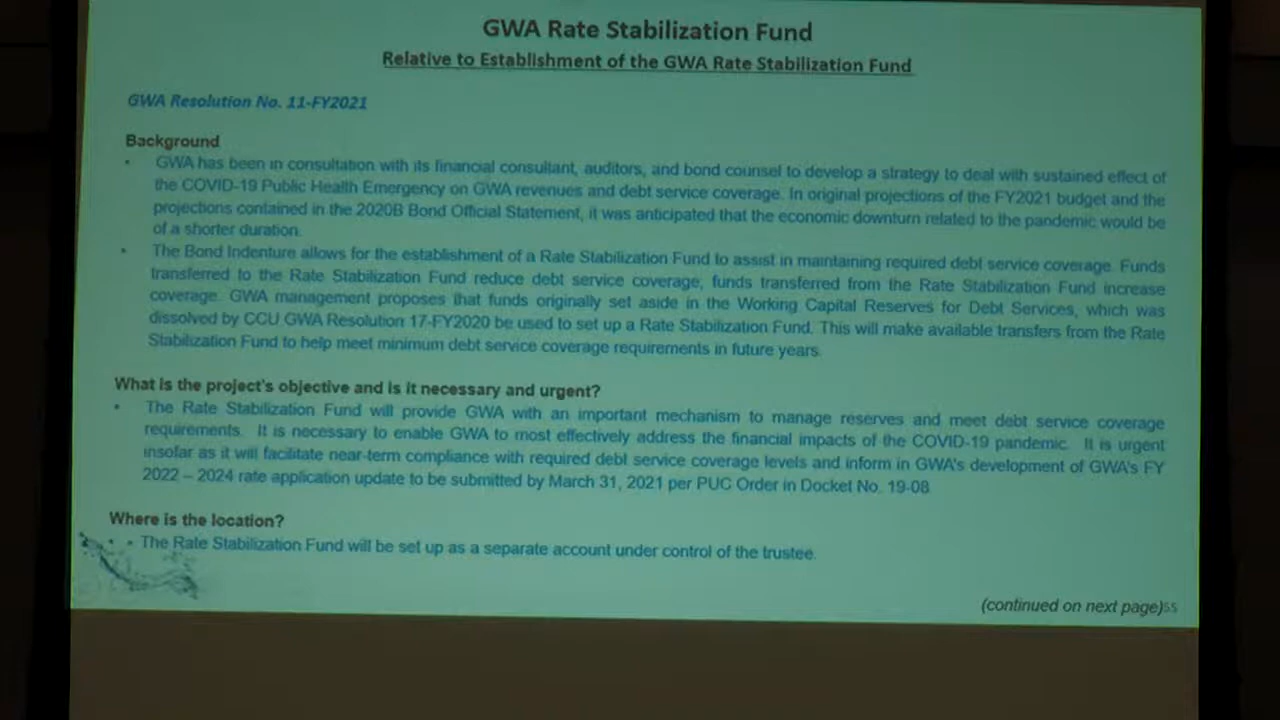 GWA Rate Stabilization Fund
Relative to Establishment of the GWA Rate Stabilization Fund
GWA Resolution No. 11-FY2021
Background
• GWA has been in consultation with its financial consultant, auditors, and bond counsel to develop a strategy to deal with sustained effect of
the COVID-19 Public Health Emergency on GWA revenues and debt service coverage. In original projections of the FY2021 budget and the
projections contained in the 2020B Bond Official Statement, it was anticipated that the economic downturn related to the pandemic would be
of a shorter duration.
• The Bond Indenture allows for the establishment of a Rate Stabilization Fund to assist in maintaining required debt service coverage. Funds
transferred to the Rate Stabilization Fund reduce debt service coverage; funds transferred from the Rate Stabilization Fund increase
coverage. GWA management proposes that funds originally set aside in the Working Capital Reserves for Debt Services, which was
dissolved by CCU GWA Resolution 17-FY2020 be used to set up a Rate Stabilization Fund. This will make available transfers from the Rate
Stabilization Fund to help meet minimum debt service coverage requirements in future years.
What is the project's objective and is it necessary and urgent?
• The Rate Stabilization Fund will provide GWA with an important mechanism to manage reserves and meet debt service coverage
requirements. It is necessary to enable GWA to most effectively address the financial impacts of the COVID-19 pandemic. It is urgent
insofar as it will facilitate near-term compliance with required debt service coverage levels and inform in GWA's development of GWA's FY
2022 – 2024 rate application update to be submitted by March 31, 2021 per PUC Order in Docket No. 19-08
Where is the location?
• • The Rate Stabilization Fund will be set up as a separate account under control of the trustee.
(continued on next page)55